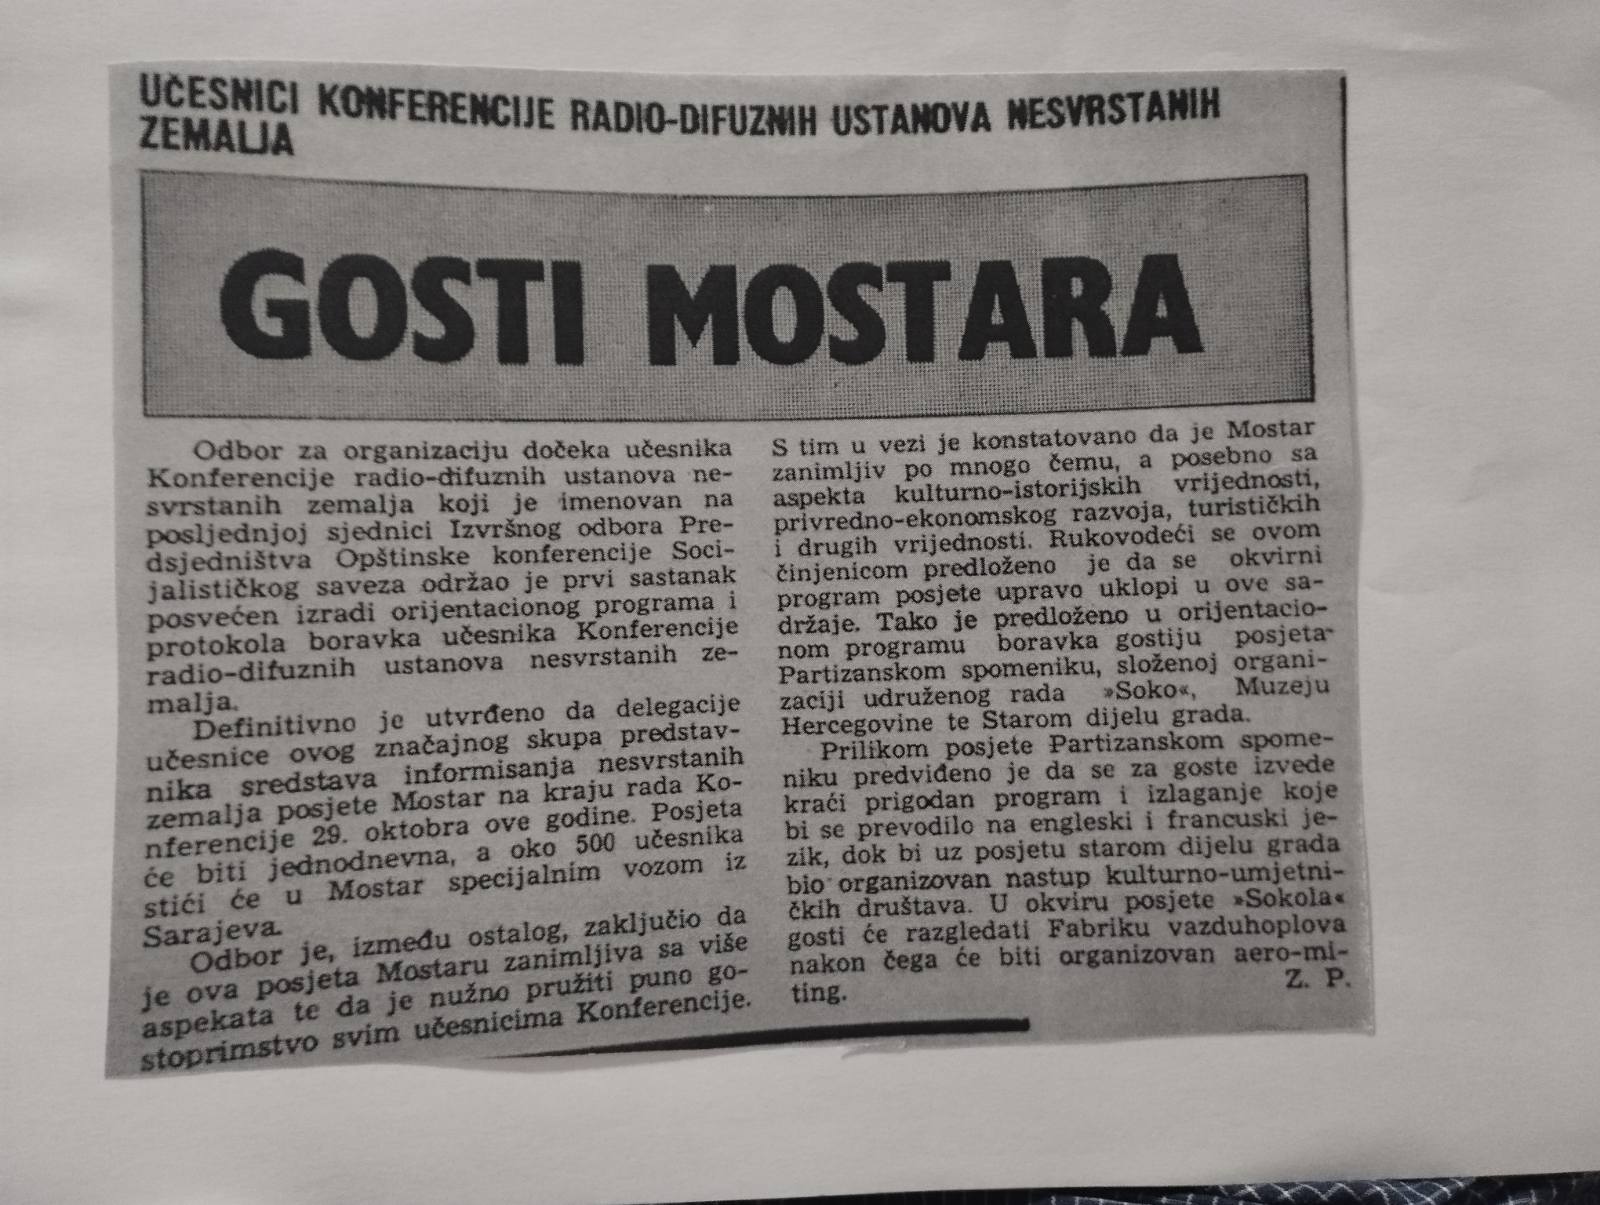 UČESNICI KONFERENCIJE RADIO-DIFUZNIH USTANOVA NESVRSTANIH
ZEMALJA
GOSTI MOSTARA
Odbor za organizaciju dočeka učesnika
Konferencije radio-difuznih ustanova ne-
svrstanih zemalja koji je imenovan na
posljednjoj sjednici Izvršnog odbora Pre-
dsjedništva Opštinske konferencije Soci-
jalističkog saveza održao je prvi sastanak
posvećen izradi orijentacionog programa i
protokola boravka učesnika Konferencije
radio-difuznih ustanova nesvrstanih ze-
malja.
Definitivno je utvrđeno da delegacije
učesnice ovog značajnog skupa predstav-
nika sredstava informisanja nesvrstanih
zemalja posjete Mostar na kraju rada Ko-
nferencije 29. oktobra ove godine. Posjeta
će biti jednodnevna, a oko 500 učesnika
stići će u Mostar specijalnim vozom iz
Sarajeva.
Odbor je, između ostalog, zaključio da
je ova posjeta Mostaru zanimljiva sa više
aspekata te da je nužno pružiti puno go-
stoprimstvo svim učesnicima Konferencije.
S tim u vezi je konstatovano da je Mostar
zanimljiv po mnogo čemu, a posebno sa
aspekta kulturno-istorijskih vrijednosti,
privredno-ekonomskog razvoja, turističkih
i drugih vrijednosti. Rukovodeći se ovom
činjenicom predloženo je da se okvirni
program posjete upravo uklopi u ove sa-
držaje. Tako je predloženo u orijentacio-
nom programu boravka gostiju posjeta-
Partizanskom spomeniku, složenoj organi-
zaciji udruženog rada »Soko«, Muzeju
Hercegovine te Starom dijelu grada.
Prilikom posjete Partizanskom spome-
niku predviđeno je da se za goste izvede
kraći prigodan program i izlaganje koje
bi se prevodilo na engleski i francuski je-
zik, dok bi uz posjetu starom dijelu grada
bio organizovan nastup kulturno-umjetni-
čkih društava. U okviru posjete »Sokola«
gosti će razgledati Fabriku vazduhoplova
nakon čega će biti organizovan aero-mi-
ting.
Z. P.